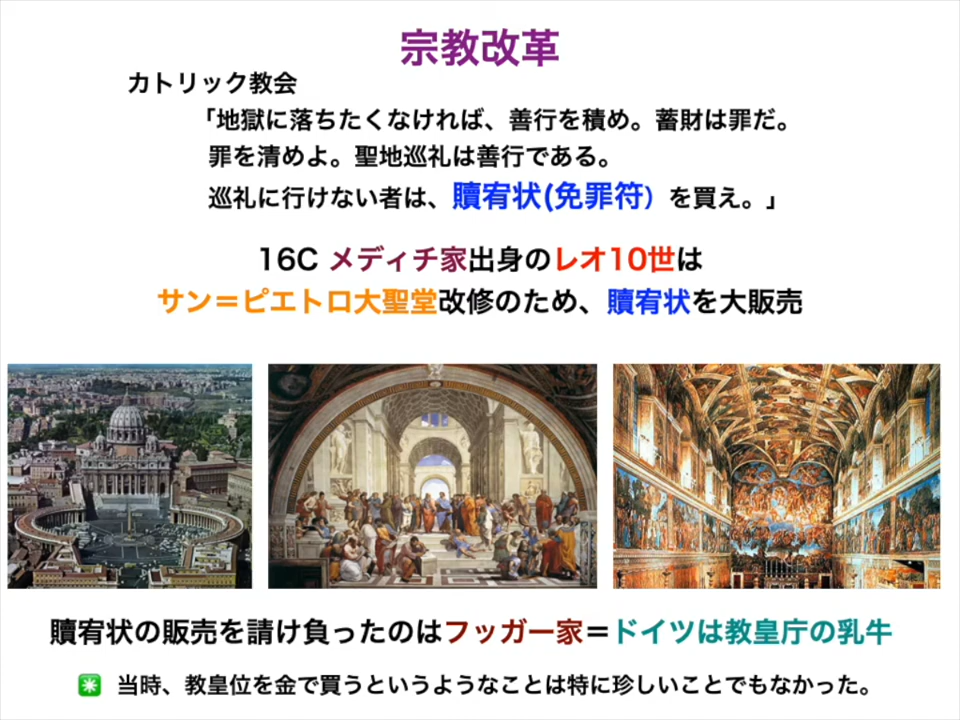 宗教改革
カトリック教会
「地獄に落ちたくなければ、善行を積め。蓄財は罪だ。
罪を清めよ。聖地巡礼は善行である。
巡礼に行けない者は、贖宥状(免罪符）を買え。」
16C メディチ家出身のレオ10世は
サン＝ピエトロ大聖堂改修のため、贖宥状を大販売
贖宥状の販売を請け負ったのはフッガー家＝ドイツは教皇庁の乳牛
✳️ 当時、教皇位を金で買うというようなことは特に珍しいことでもなかった。